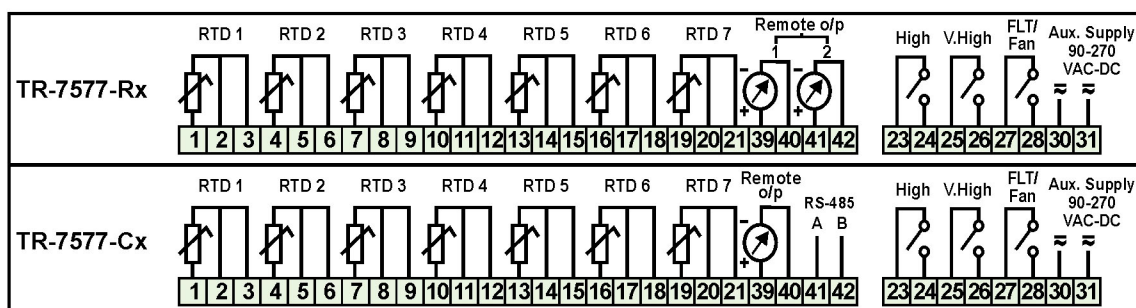 RTD 1 RTD 2 RTD 3 RTD 4 RTD 5 RTD 6 RTD 7 Remote o/p High V.High FLT/ Fan Aux. Supply 90-270 VAC-DC
1 2
TR-7577-Rx
- + - + ≂ ≂
1 2 3 4 5 6 7 8 9 10 11 12 13 14 15 16 17 18 19 20 21 39 40 41 42 23 24 25 26 27 28 30 31
RTD 1 RTD 2 RTD 3 RTD 4 RTD 5 RTD 6 RTD 7 Remote o/p RS-485 High V.High FLT/ Fan Aux. Supply 90-270 VAC-DC
A B
TR-7577-Cx
- + ≂ ≂
1 2 3 4 5 6 7 8 9 10 11 12 13 14 15 16 17 18 19 20 21 39 40 41 42 23 24 25 26 27 28 30 31